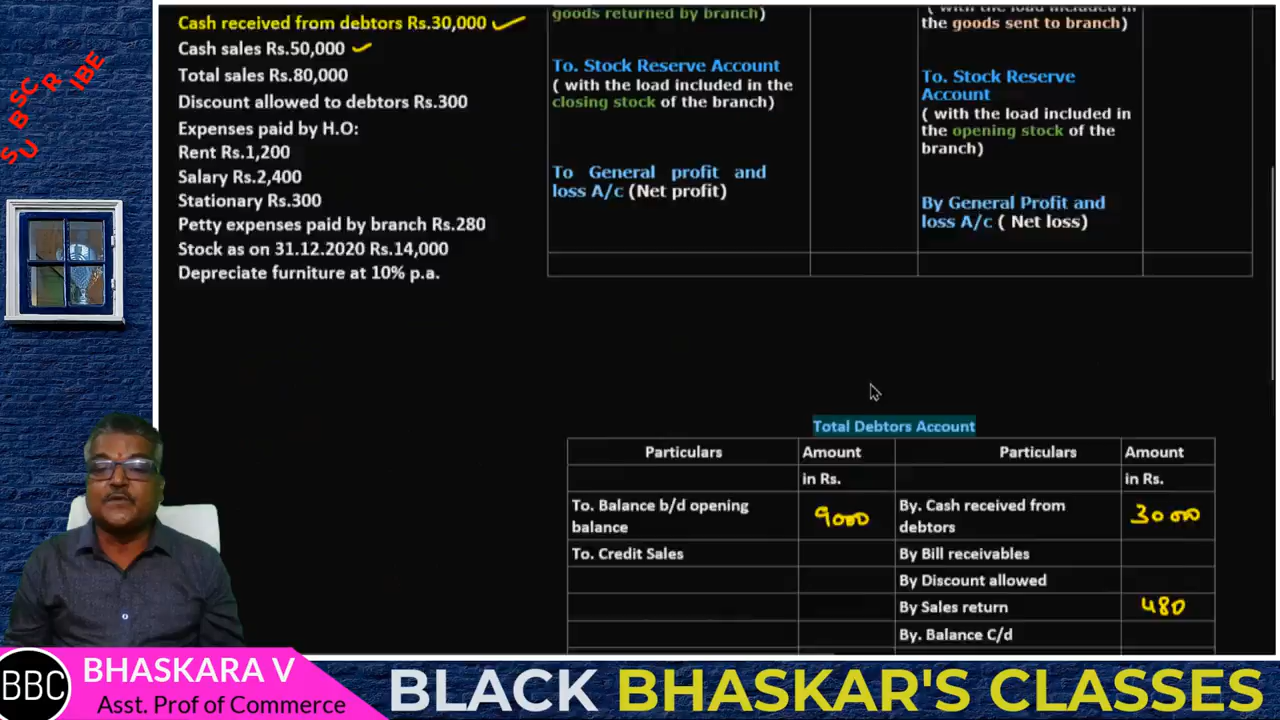 SUBSCRIBE
Cash received from debtors Rs.30,000
Cash sales Rs.50,000
Total sales Rs.80,000
Discount allowed to debtors Rs.300
Expenses paid by H.O:
Rent Rs.1,200
Salary Rs.2,400
Stationary Rs.300
Petty expenses paid by branch Rs.280
Stock as on 31.12.2020 Rs.14,000
Depreciate furniture at 10% p.a.
goods returned by branch)
To. Stock Reserve Account
( with the load included in the
closing stock of the branch)
To General profit and
loss A/c (Net profit)
( with the load included in
the goods sent to branch)
To. Stock Reserve
Account
( with the load included in
the opening stock of the
branch)
By General Profit and
loss A/c ( Net loss)
Total Debtors Account
Particulars Amount Particulars Amount
in Rs. in Rs.
To. Balance b/d opening By. Cash received from
balance 9000 debtors 30000
To. Credit Sales By Bill receivables
By Discount allowed
By Sales return 480
By. Balance C/d
BBC
BHASKARA V
Asst. Prof of Commerce
BLACK BHASKAR'S CLASSES